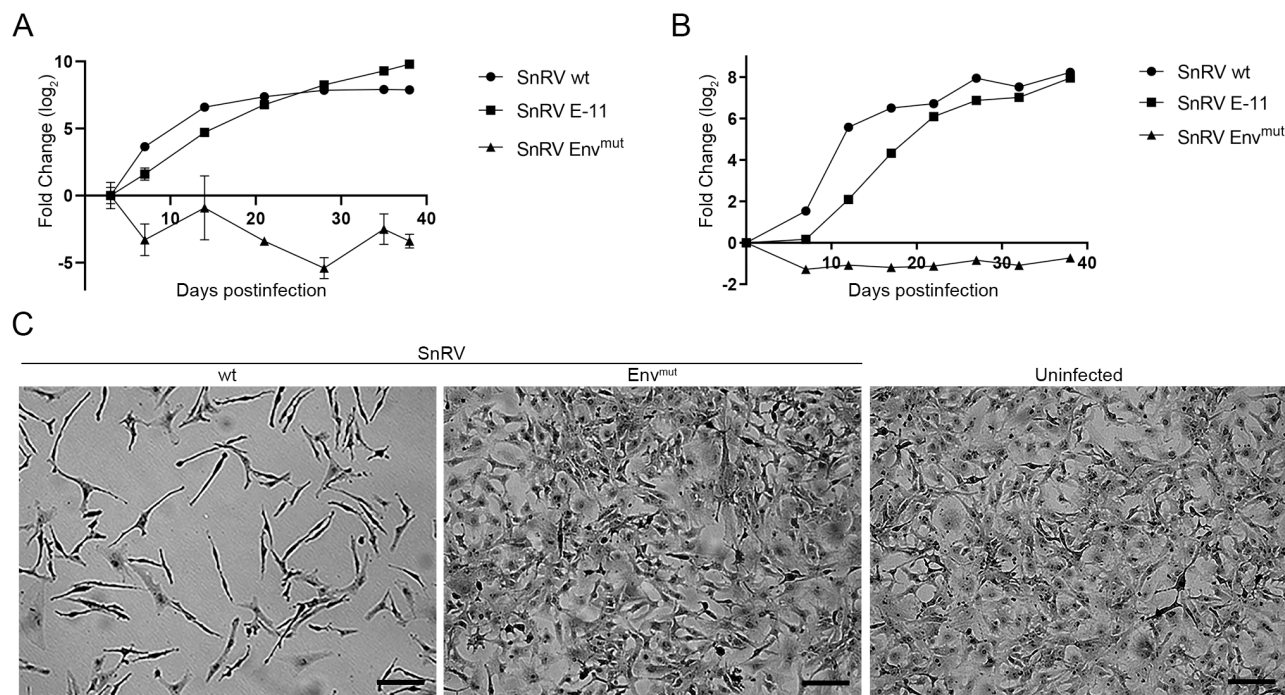 A
Fold Change (log2)
10
5
0
-5
10
20
30
40
Days postinfection
SnRV wt
SnRV E-11
SnRV Envmut
B
Fold Change (log2)
8
6
4
2
0
-2
10
20
30
40
Days postinfection
SnRV wt
SnRV E-11
SnRV Envmut
C
SnRV
wt
Envmut
Uninfected